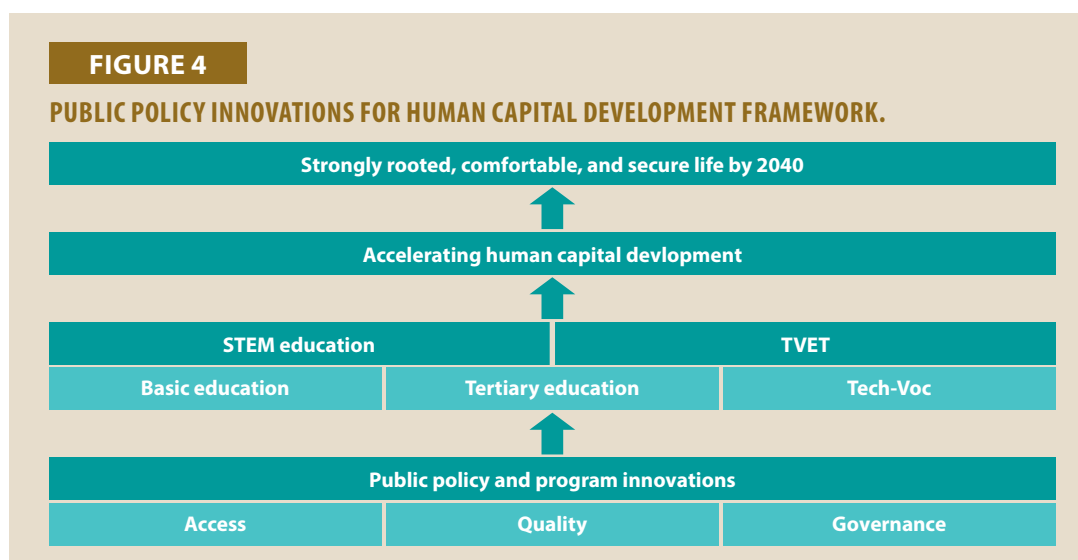 FIGURE 4
PUBLIC POLICY INNOVATIONS FOR HUMAN CAPITAL DEVELOPMENT FRAMEWORK.
Strongly rooted, comfortable, and secure life by 2040
Accelerating human capital devlopment
STEM education
TVET
Basic education
Tertiary education
Tech-Voc
Public policy and program innovations
Access
Quality
Governance